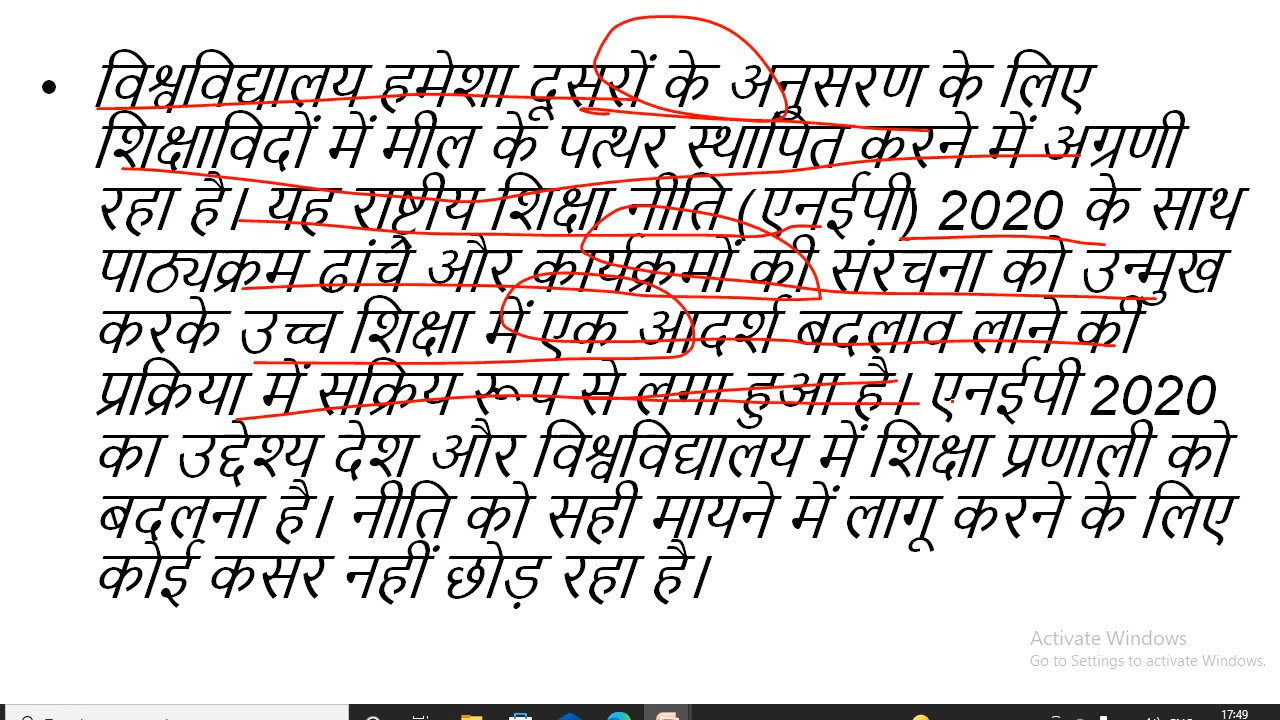 • विश्वविद्यालय हमेशा दूसरों के अनुसरण के लिए
शिक्षाविदों में मील के पत्थर स्थापित करने में अग्रणी
रहा है। यह राष्ट्रीय शिक्षा नीति (एनईपी) 2020 के साथ
पाठ्यक्रम ढांचे और कार्यक्रमों की संरचना को उन्मुख
करके उच्च शिक्षा में एक आदर्श बदलाव लाने की
प्रक्रिया में सक्रिय रूप से लगा हुआ है। एनईपी 2020
का उद्देश्य देश और विश्वविद्यालय में शिक्षा प्रणाली को
बदलना है। नीति को सही मायने में लागू करने के लिए
कोई कसर नहीं छोड़ रहा है।
Activate Windows
Go to Settings to activate Windows.
17:49